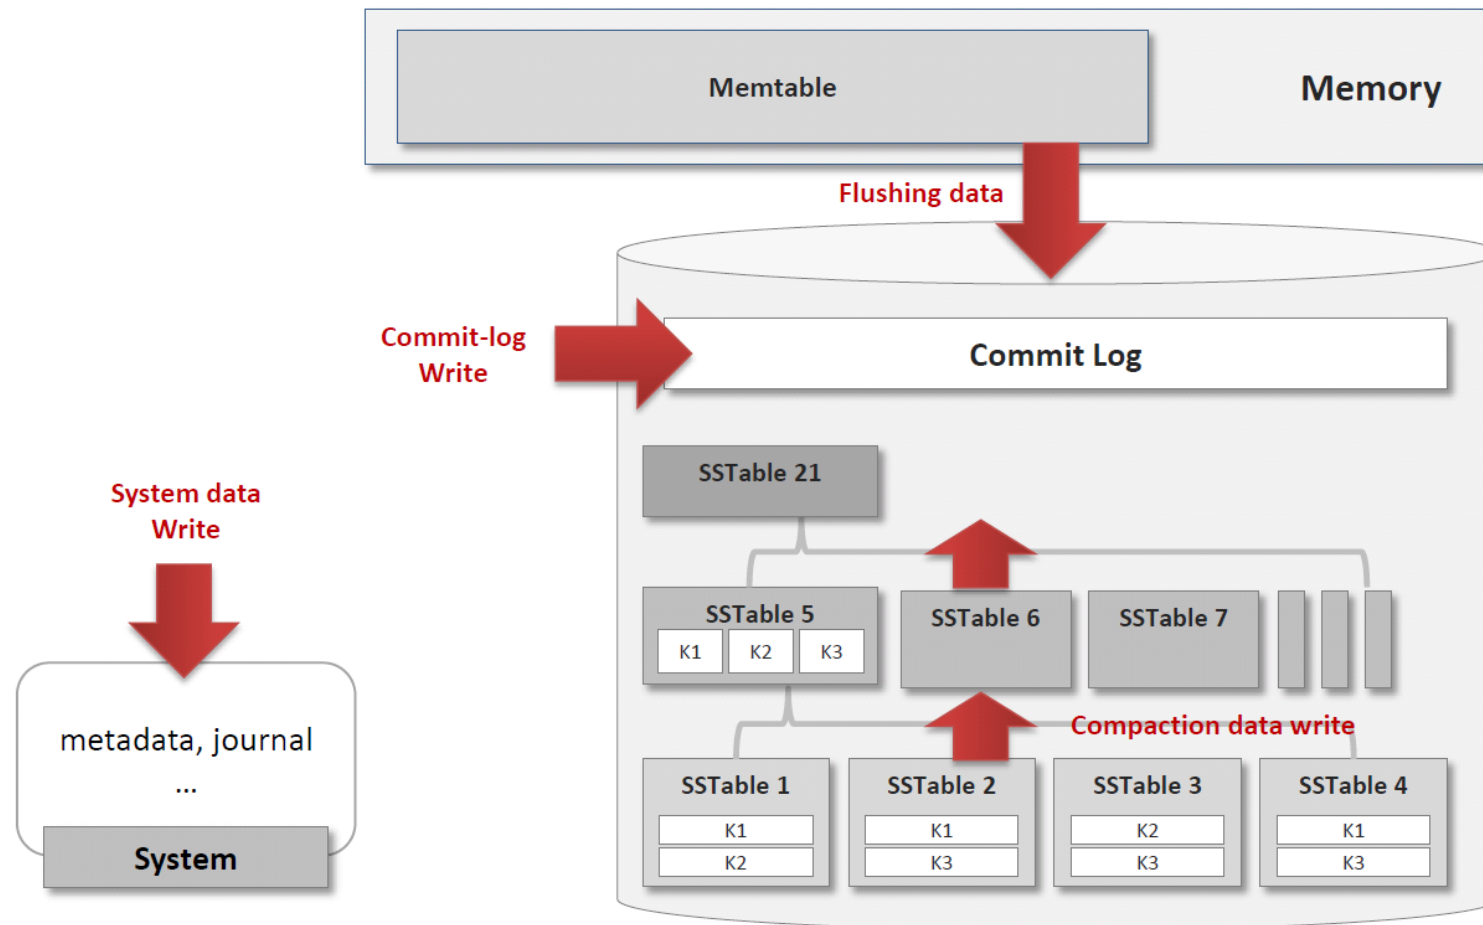 Memtable
Memory
Flushing data
Commit-log
Write
Commit Log
System data
Write
SSTable 21
SSTable 5
K1
K2
K3
SSTable 6
SSTable 7
metadata, journal
...
System
Compaction data write
SSTable 1
K1
K2
SSTable 2
K1
K3
SSTable 3
K2
K3
SSTable 4
K1
K3